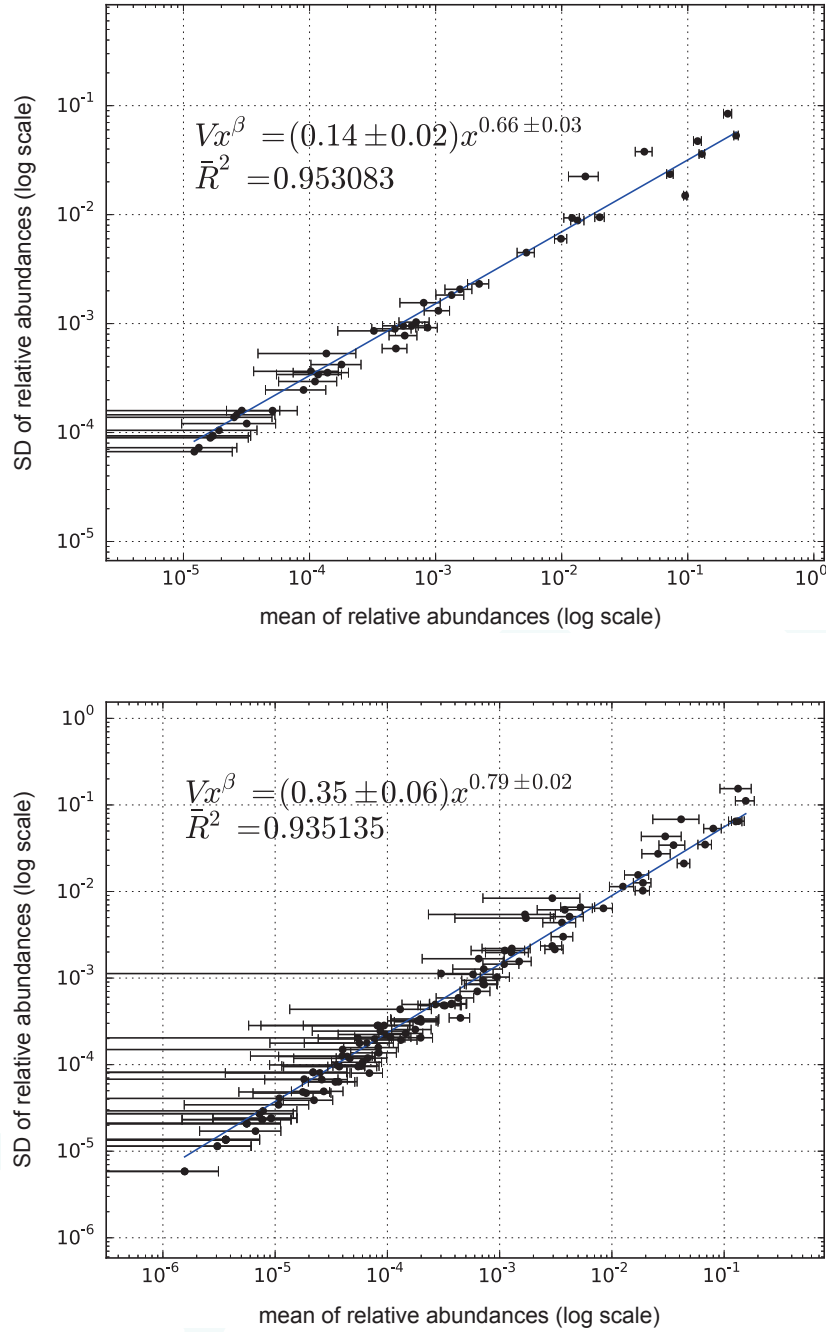 10⁻¹
10⁻²
10⁻³
10⁻⁴
10⁻⁵
SD of relative abundances (log scale)
Vx^β =(0.14 ±0.02)x^0.66 ±0.03
R̄² =0.953083
10⁻⁵ 10⁻⁴ 10⁻³ 10⁻² 10⁻¹ 10⁰
mean of relative abundances (log scale)
10⁰
10⁻¹
10⁻²
10⁻³
10⁻⁴
10⁻⁵
10⁻⁶
SD of relative abundances (log scale)
Vx^β =(0.35 ±0.06)x^0.79 ±0.02
R̄² =0.935135
10⁻⁶ 10⁻⁵ 10⁻⁴ 10⁻³ 10⁻² 10⁻¹
mean of relative abundances (log scale)